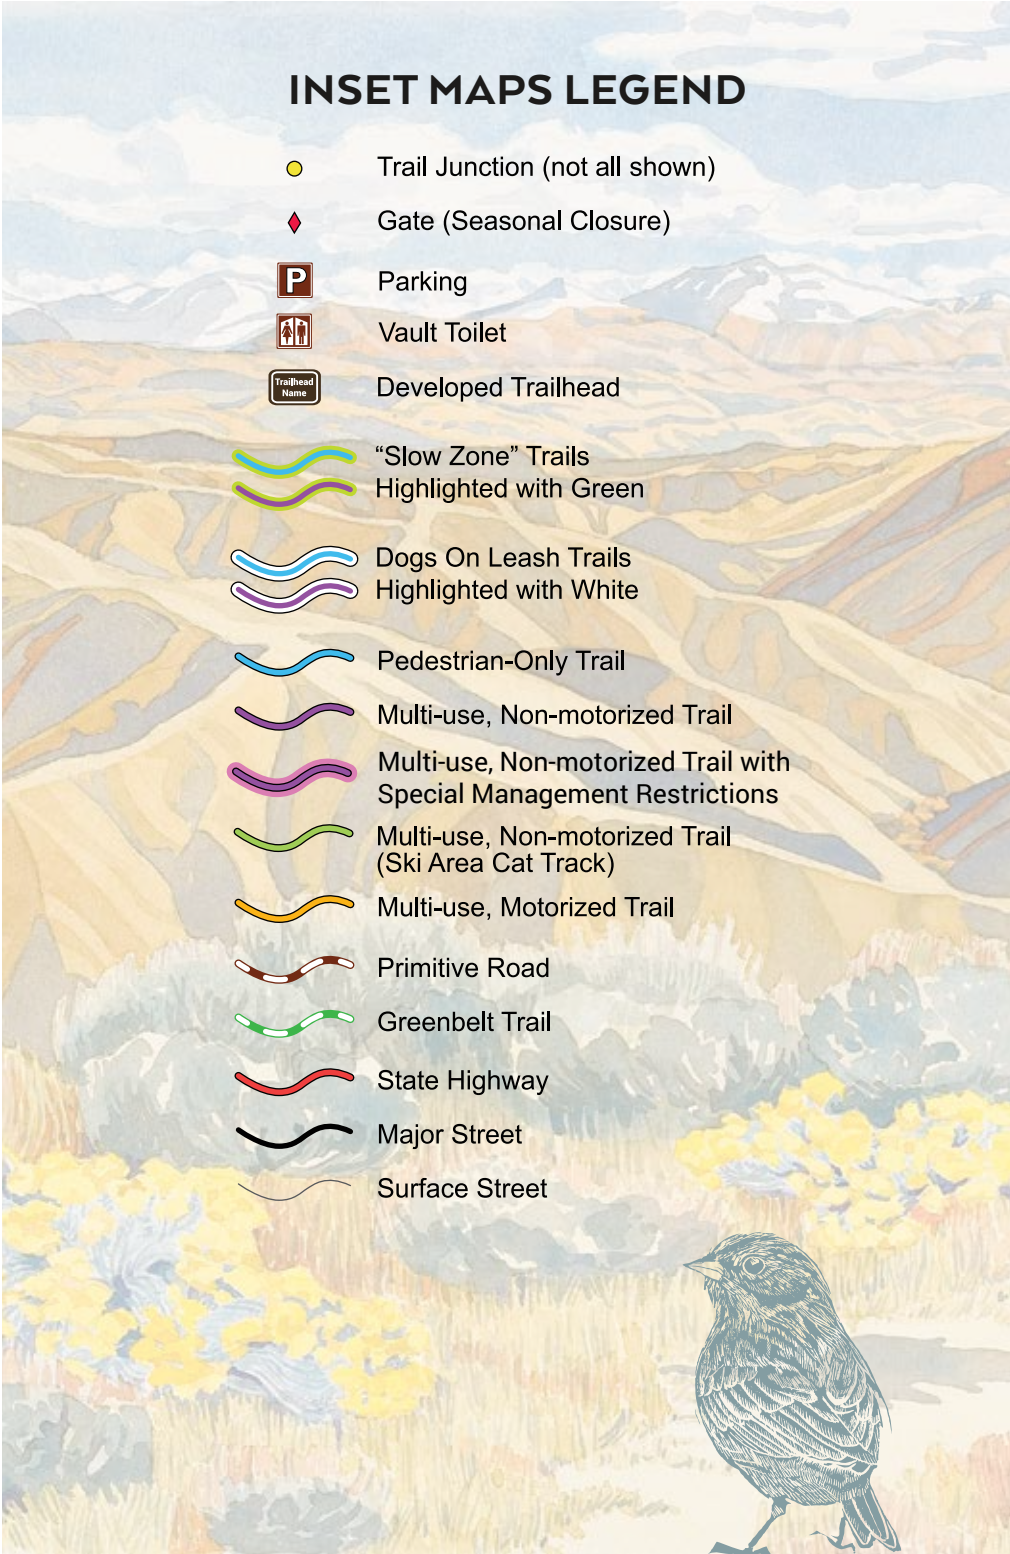 INSET MAPS LEGEND
Trail Junction (not all shown)
Gate (Seasonal Closure)
P
Parking
Vault Toilet
Trailhead
Name
Developed Trailhead
“Slow Zone” Trails
Highlighted with Green
Dogs On Leash Trails
Highlighted with White
Pedestrian-Only Trail
Multi-use, Non-motorized Trail
Multi-use, Non-motorized Trail with
Special Management Restrictions
Multi-use, Non-motorized Trail
(Ski Area Cat Track)
Multi-use, Motorized Trail
Primitive Road
Greenbelt Trail
State Highway
Major Street
Surface Street